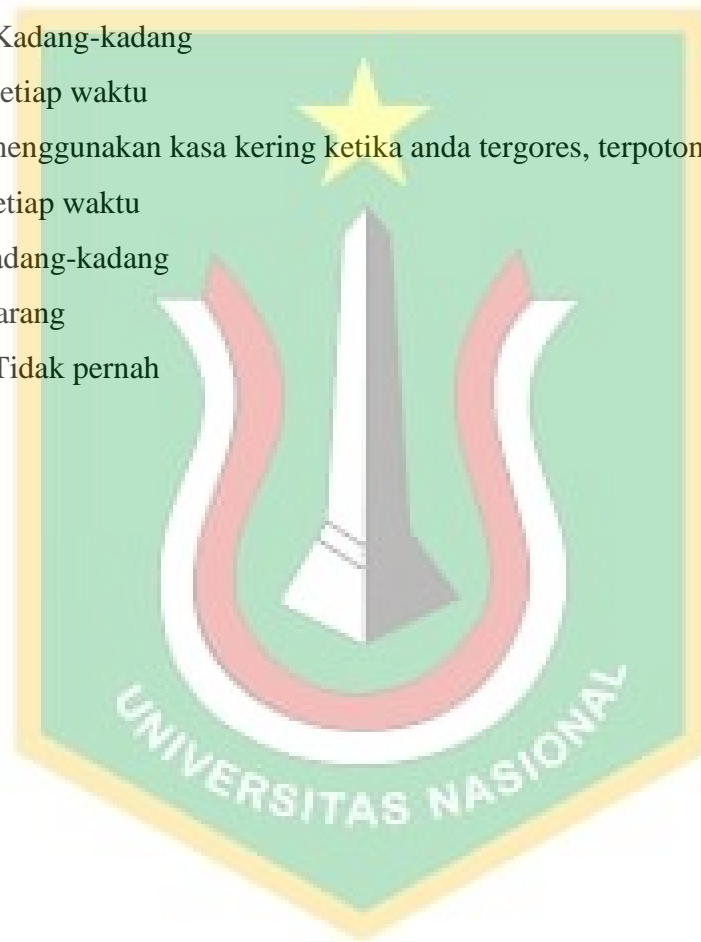 Kadang-kadang
etiap waktu
menggunakan kasa kering ketika anda tergores, terpoton
etiap waktu
adang-kadang
arang
Tidak pernah
UNIVERSITAS NASIONAL